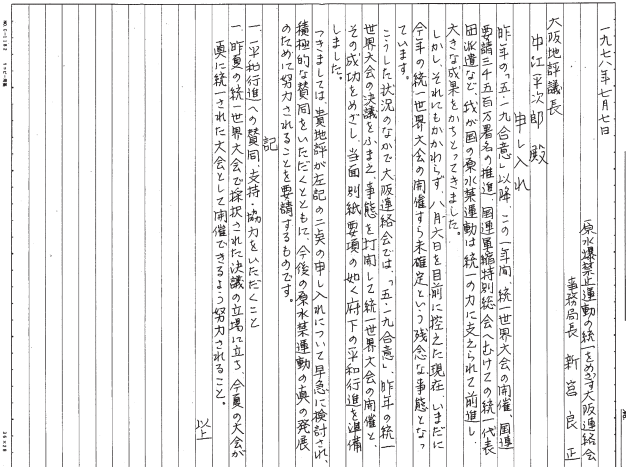 一九七八年七月七日
原水爆禁止運動の統一をめざす大阪連絡会
事務局長 新宮良正
大阪地評議長
中江平次郎殿
申し入れ
昨年の「五・一九合意」以降、この一年間、統一世界大会の開催、国連
要請三千五百万署名の推進、国連軍縮特別総会へむけての統一代表
団派遣など、我が国の原水禁運動は統一の力に支えられて前進し、
大きな成果をかちとってきました。
しかし、それにもかかわらず、八月六日を目前に控えた現在、いまだに
今年の統一世界大会の開催すら未確定という残念な事態となっ
ています。
こうした状況のなかで大阪連絡会では、「五・一九合意」、昨年の統一
世界大会の決議をふまえ、事態を打開して統一世界大会の開催と、
その成功をめざし、当面別紙要項の如く府下の平和行進を準備
しました。
つきましては、貴地評が左記の二点の申し入れについて早急に検討され、
積極的な賛同をいただくとともに、今後の原水禁運動の真の発展
のために努力されることを要請するものです。
記
一、平和行進への賛同、支持・協力をいただくこと
一、昨夏の統一世界大会で採択された決議の立場に立ち、今夏の大会が
真に統一された大会として開催できるよう努力されること。
以上